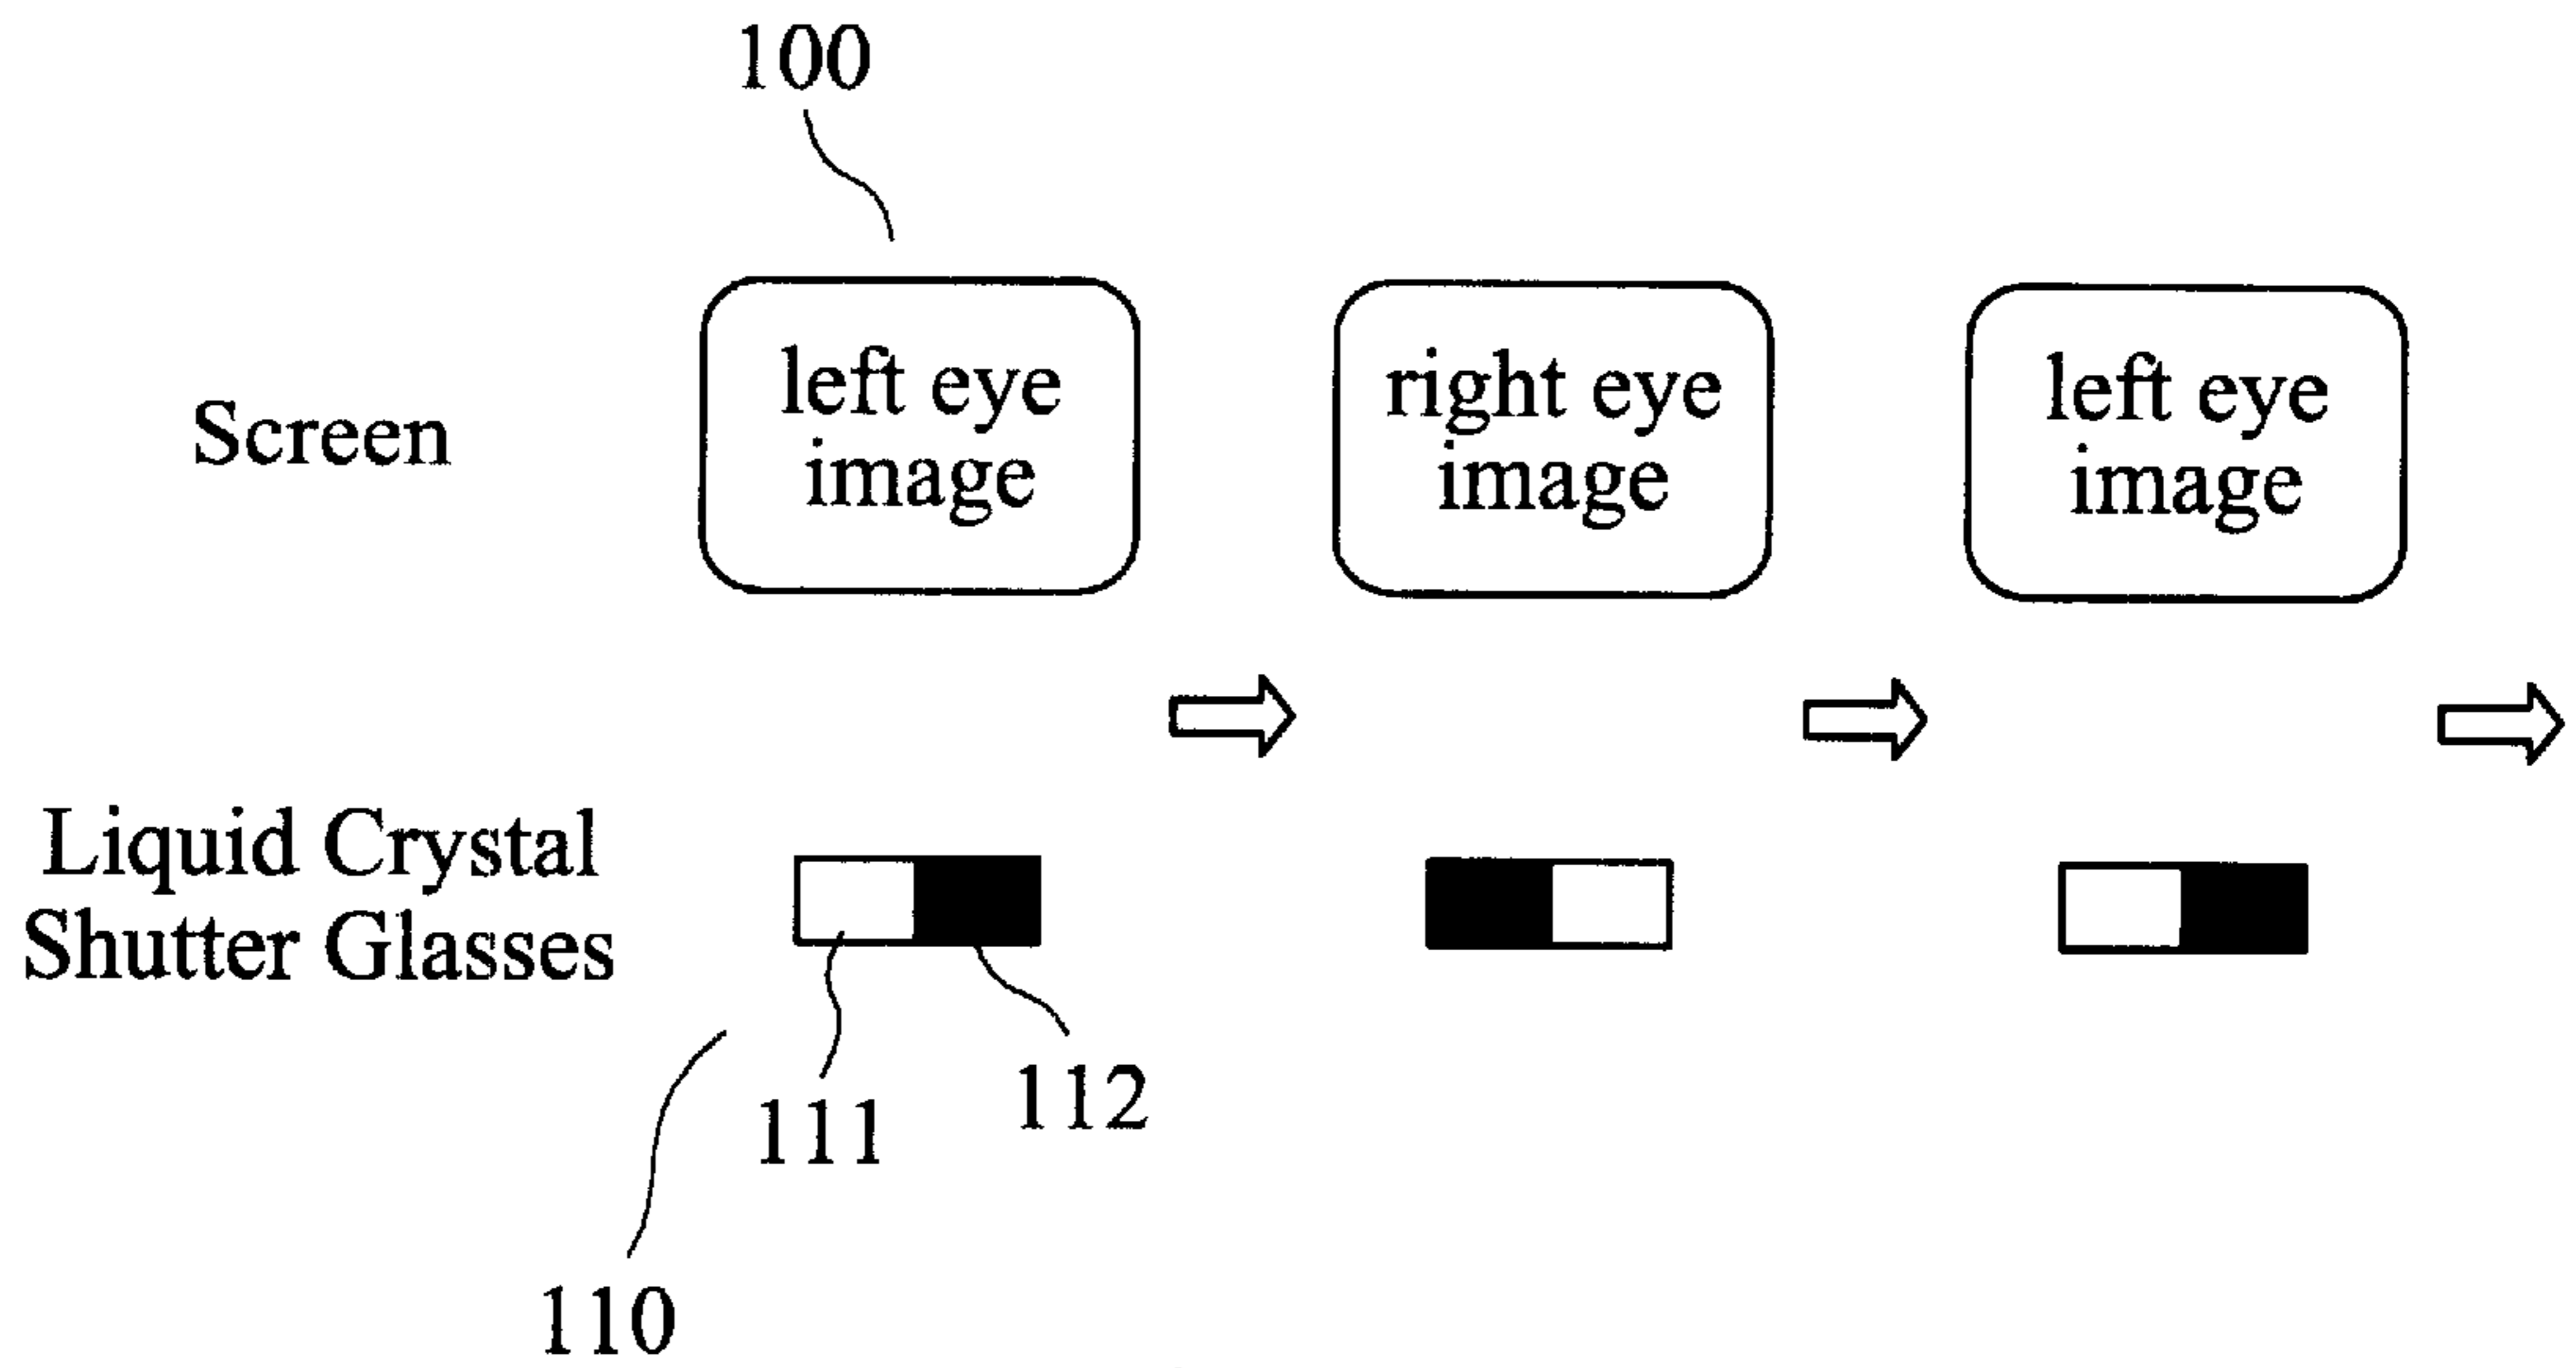 100
Screen
left eye
image
right eye
image
left eye
image
Liquid Crystal
Shutter Glasses
111
112
110